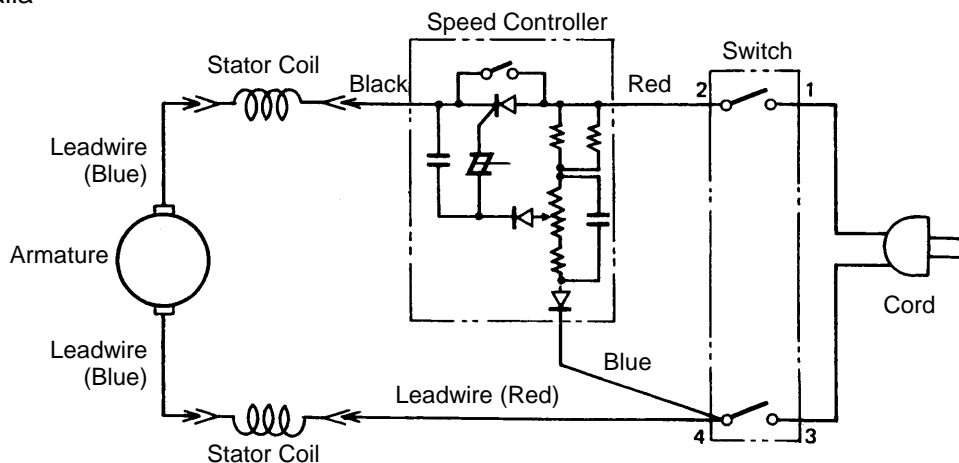 Speed Controller
Switch
Stator Coil
Black
Red
2
1
Leadwire
(Blue)
Armature
Cord
Leadwire
(Blue)
Blue
Leadwire (Red)
4
3
Stator Coil